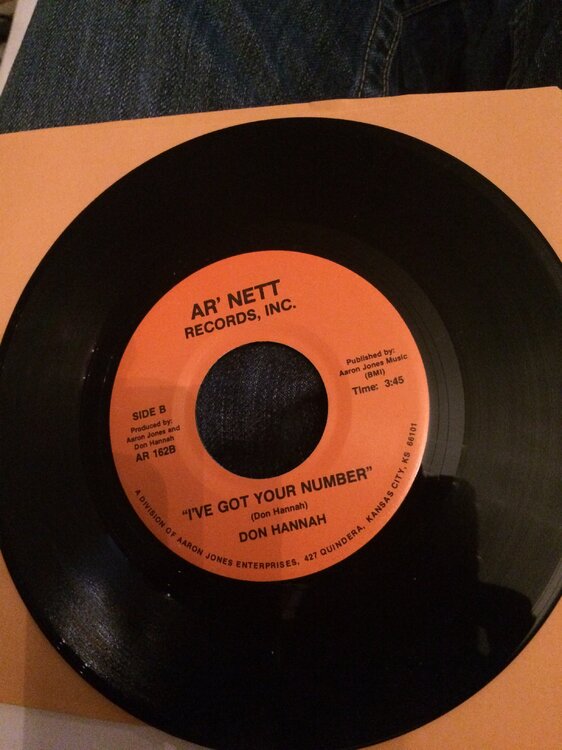 AR' NETT
RECORDS, INC.
Published by:
Aaron Jones Music
(BMI)
Time: 3:45
SIDE B
Produced by:
Aaron Jones and
Don Hannah
AR 162B
"I'VE GOT YOUR NUMBER"
(Don Hannah)
DON HANNAH
A DIVISION OF AARON JONES ENTERPRISES, 427 QUINDERA, KANSAS CITY, KS 66101